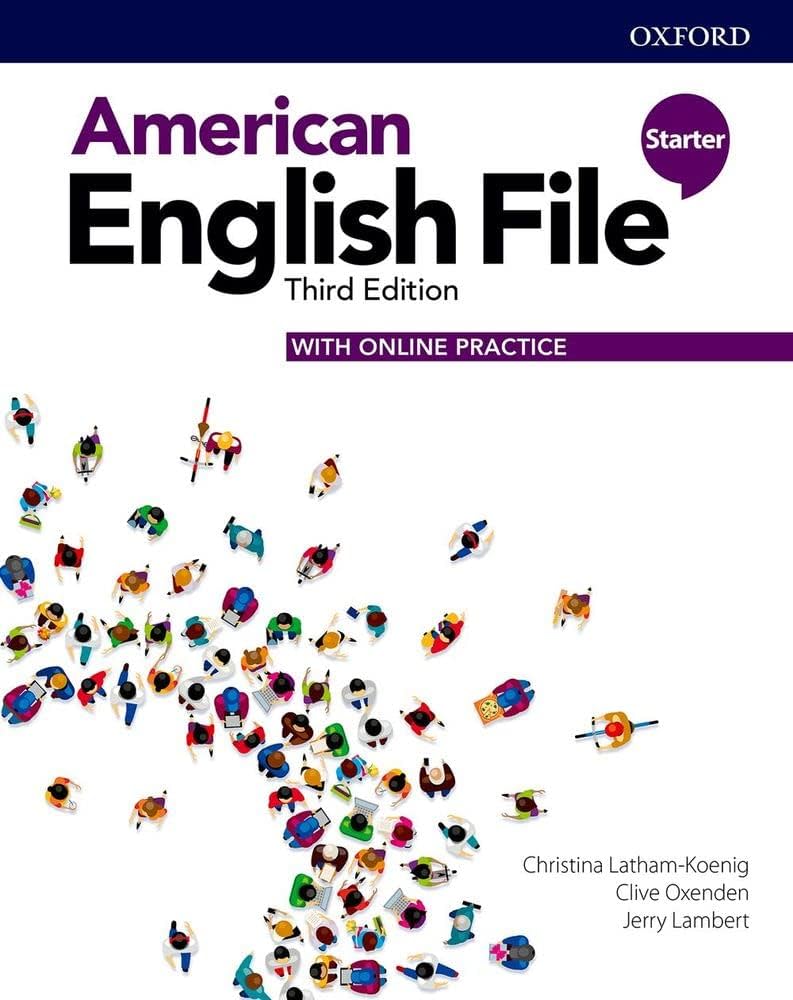 OXFORD
American
Starter
English File
Third Edition
WITH ONLINE PRACTICE
Christina Latham-Koenig
Clive Oxenden
Jerry Lambert